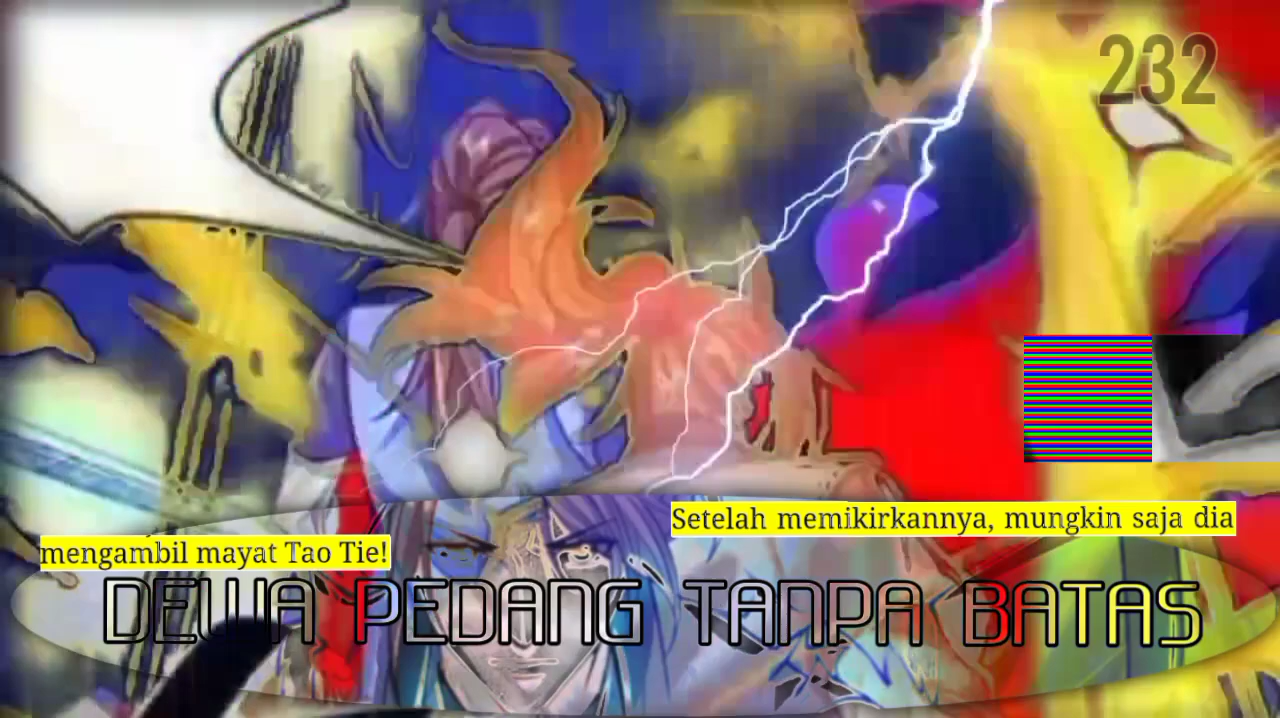 232
Setelah memikirkannya, mungkin saja dia
mengambil mayat Tao Tie!
DEWA PEDANG TANPA BATAS